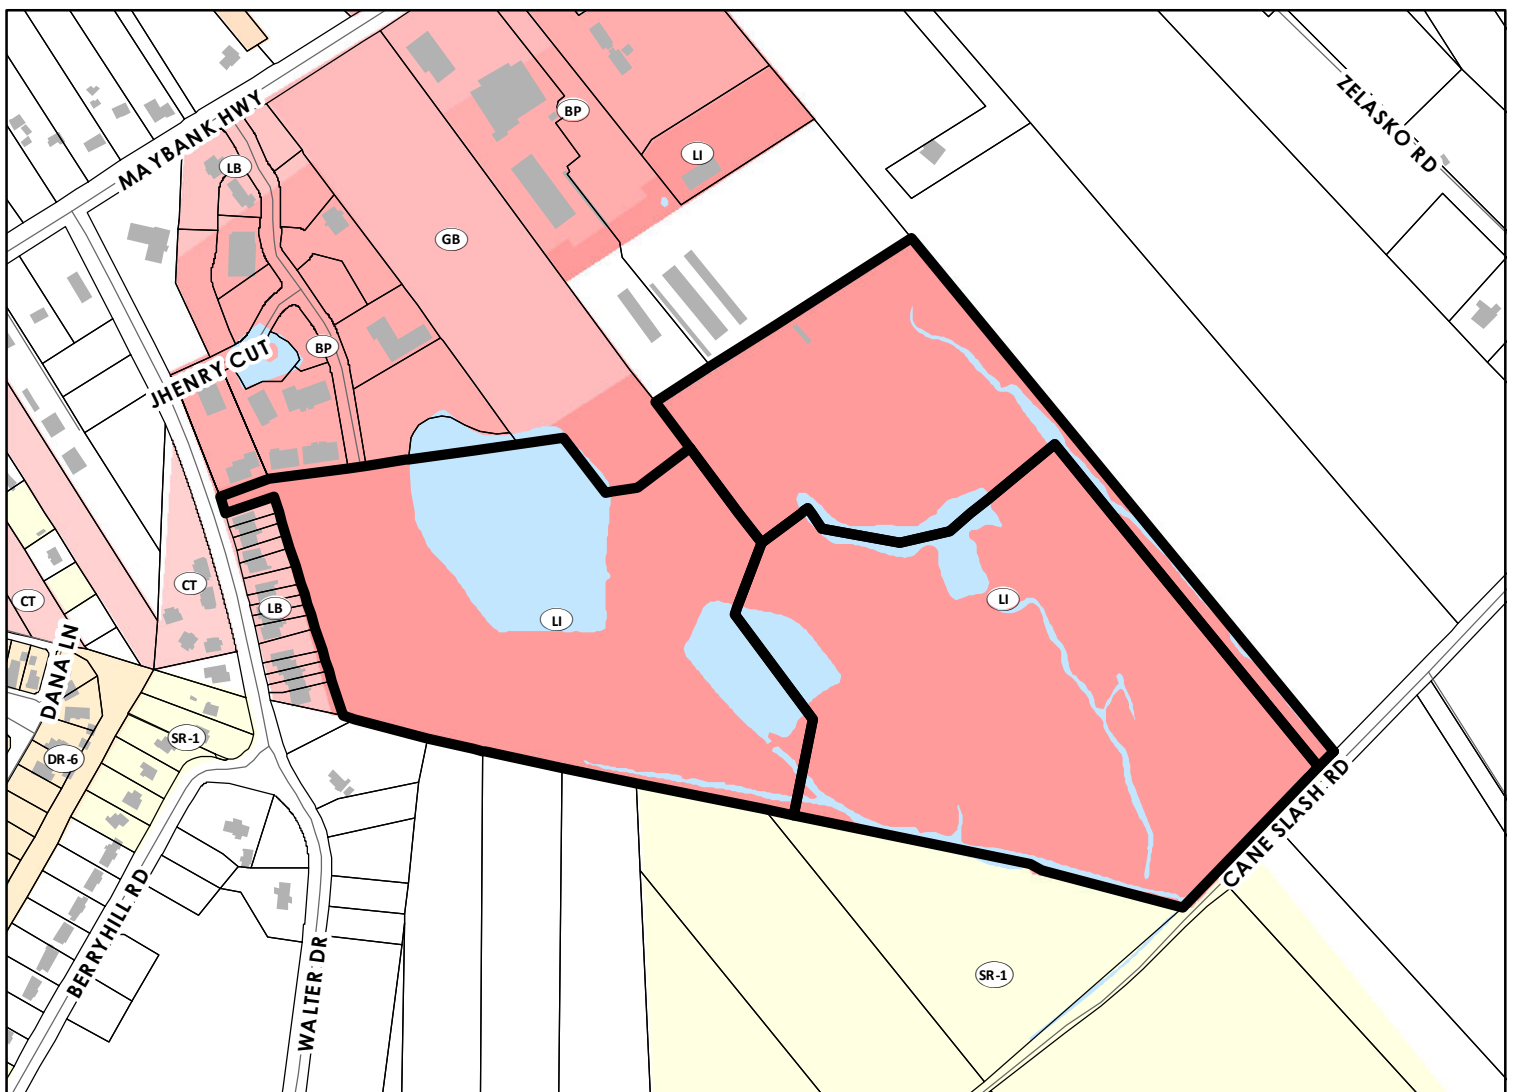 ZELASKO RD
MAYBANK HWY
BP
LI
LB
GB
BP
JHENRY CUT
CT
CT
LB
LI
LI
DANA LN
SR-1
DR-6
CANE SLASH RD
BERRYHILL RD
WALTER DR
SR-1